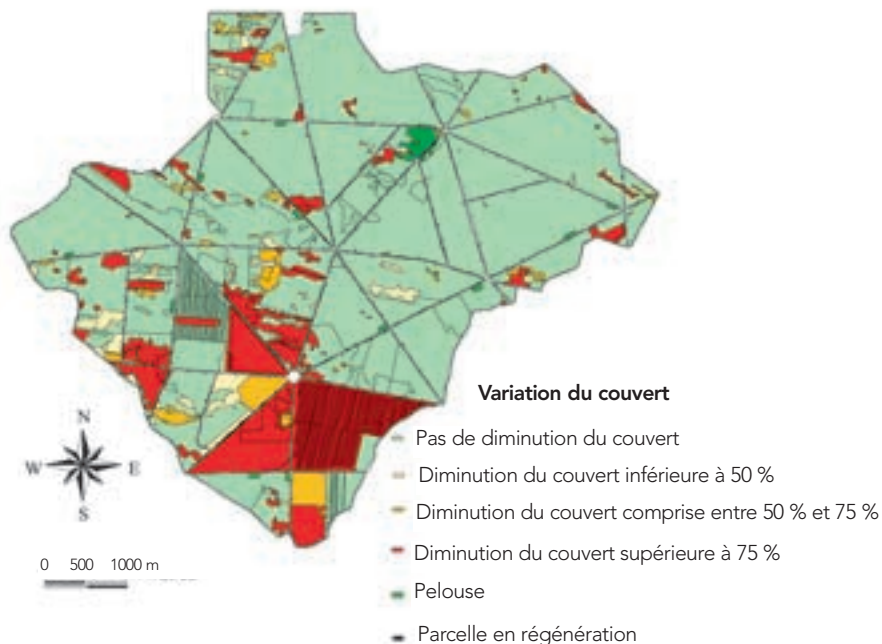 Variation du couvert
Pas de diminution du couvert
Diminution du couvert inférieure à 50 %
Diminution du couvert comprise entre 50 % et 75 %
Diminution du couvert supérieure à 75 %
Pelouse
Parcelle en régénération
N
W E
S
0 500 1000 m